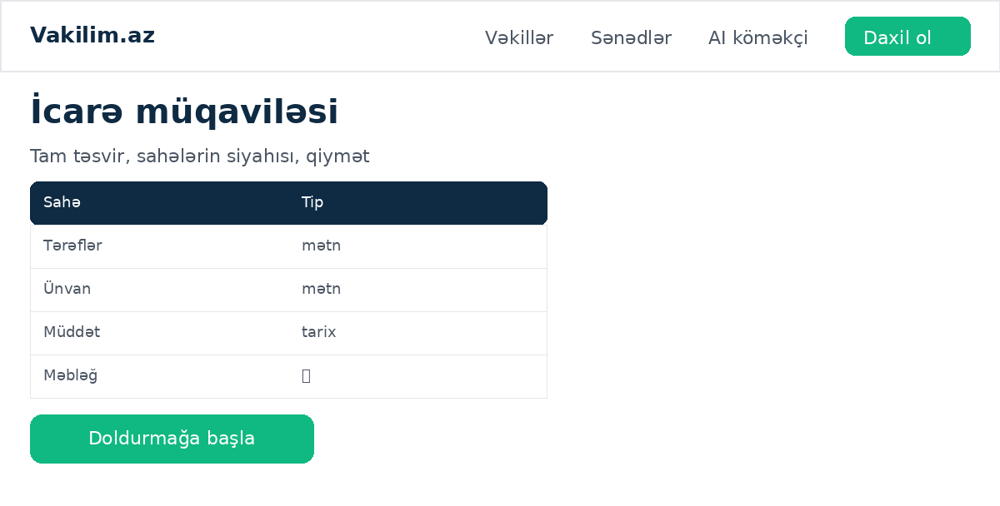 Vakilim.az
Vəkillər Sənədlər AI köməkçi Daxil ol
İcarə müqaviləsi
Tam təsvir, sahələrin siyahısı, qiymət
Sahə Tip
Tərəflər mətn
Ünvan mətn
Müddət tarix
Məbləğ
Doldurmağa başla